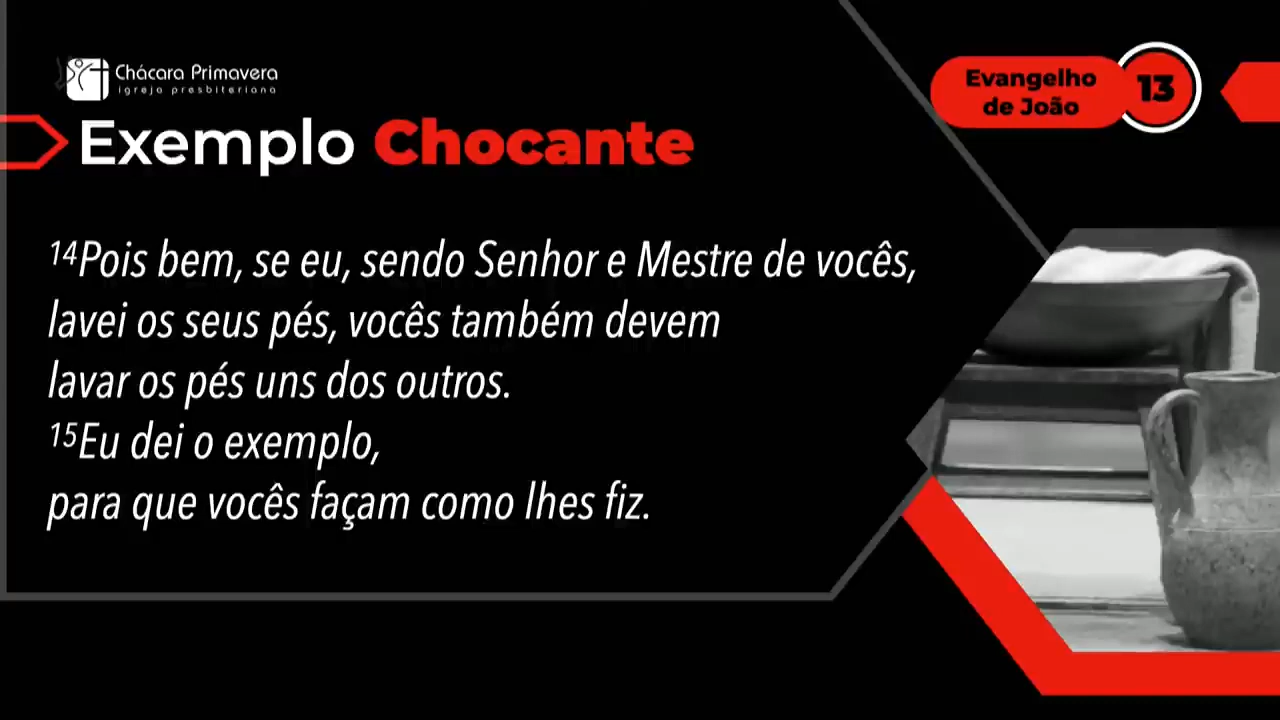 Chácara Primavera
igreja presbiteriana
Evangelho
de João
13
Exemplo Chocante
14Pois bem, se eu, sendo Senhor e Mestre de vocês,
lavei os seus pés, vocês também devem
lavar os pés uns dos outros.
15Eu dei o exemplo,
para que vocês façam como lhes fiz.